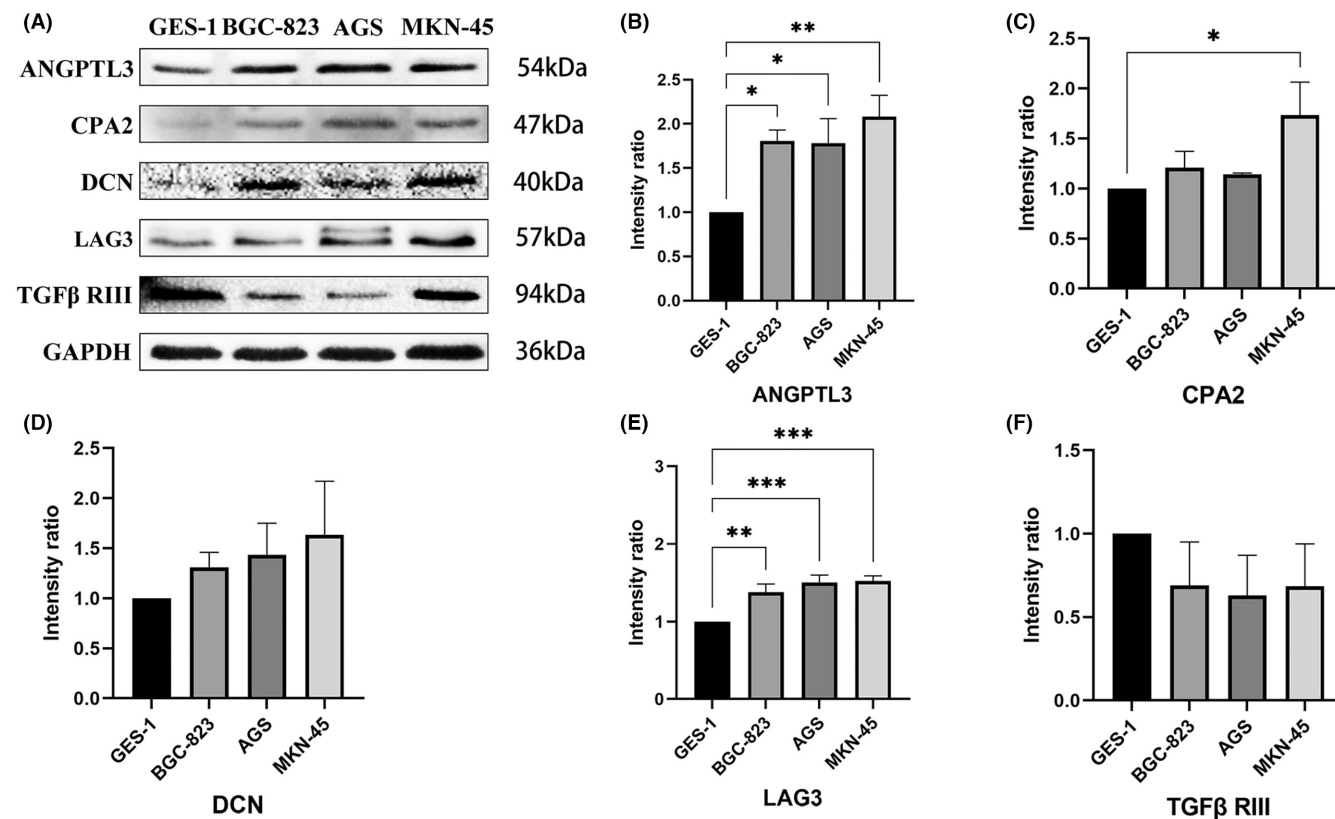 (A)
GES-1 BGC-823 AGS MKN-45
ANGPTL3 54kDa
CPA2 47kDa
DCN 40kDa
LAG3 57kDa
TGFβ RIII 94kDa
GAPDH 36kDa
(B)
Intensity ratio
2.5
2.0
1.5
1.0
0.5
0.0
**
*
*
GES-1
BGC-823
AGS
MKN-45
ANGPTL3
(C)
Intensity ratio
2.5
2.0
1.5
1.0
0.5
0.0
*
GES-1
BGC-823
AGS
MKN-45
CPA2
(D)
Intensity ratio
2.5
2.0
1.5
1.0
0.5
0.0
GES-1
BGC-823
AGS
MKN-45
DCN
(E)
Intensity ratio
3
2
1
0
***
***
**
GES-1
BGC-823
AGS
MKN-45
LAG3
(F)
Intensity ratio
1.5
1.0
0.5
0.0
GES-1
BGC-823
AGS
MKN-45
TGFβ RIII